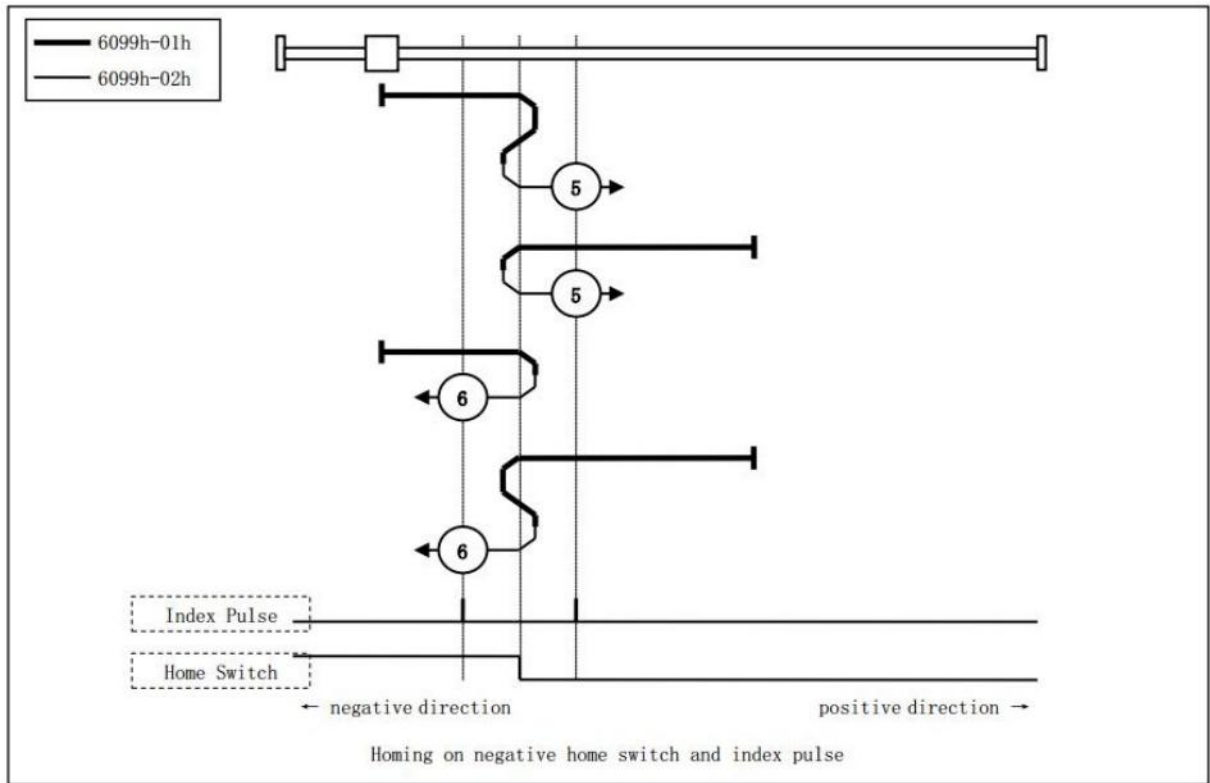 6099h-01h
6099h-02h
5
5
6
6
Index Pulse
Home Switch
← negative direction
positive direction →
Homing on negative home switch and index pulse